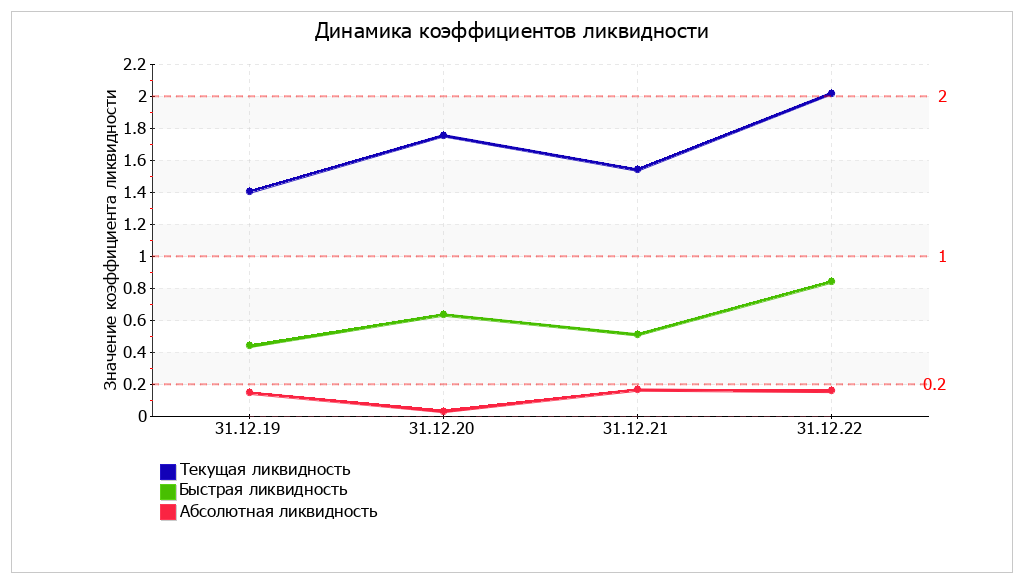 Динамика коэффициентов ликвидности
Значение коэффициента ликвидности
2.2
2
1.8
1.6
1.4
1.2
1
0.8
0.6
0.4
0.2
0
2
1
0.2
31.12.19 31.12.20 31.12.21 31.12.22
Текущая ликвидность
Быстрая ликвидность
Абсолютная ликвидность